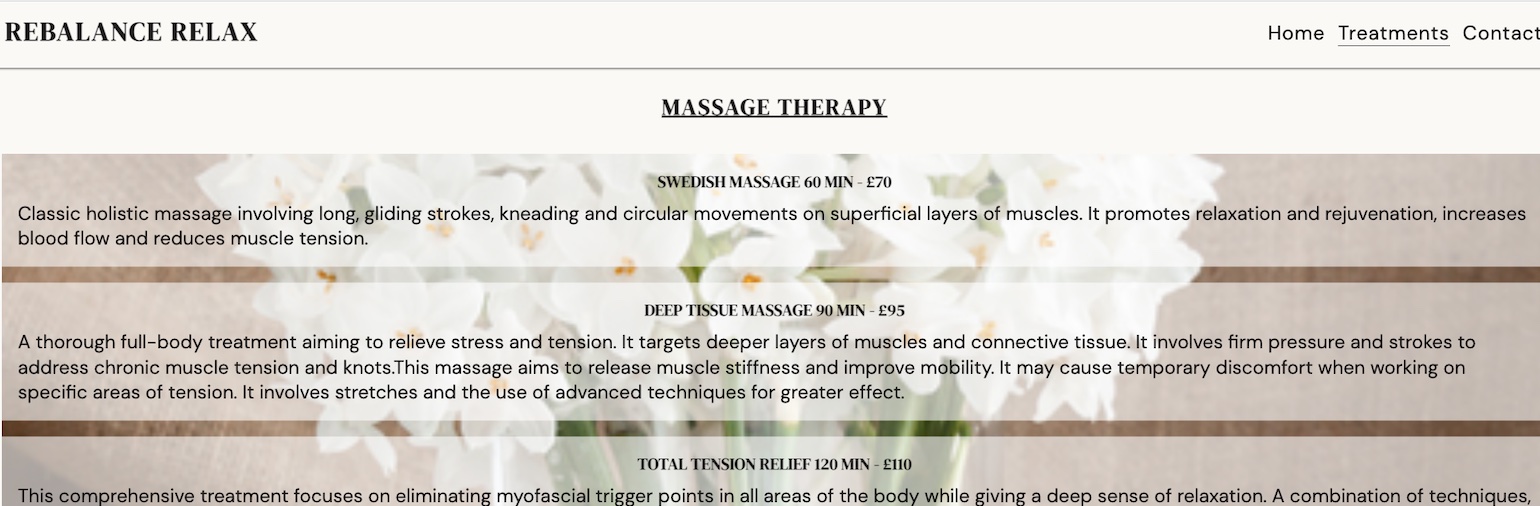 REBALANCE RELAX
Home Treatments Contact
MASSAGE THERAPY
SWEDISH MASSAGE 60 MIN - £70
Classic holistic massage involving long, gliding strokes, kneading and circular movements on superficial layers of muscles. It promotes relaxation and rejuvenation, increases
blood flow and reduces muscle tension.
DEEP TISSUE MASSAGE 90 MIN - £95
A thorough full-body treatment aiming to relieve stress and tension. It targets deeper layers of muscles and connective tissue. It involves firm pressure and strokes to
address chronic muscle tension and knots.This massage aims to release muscle stiffness and improve mobility. It may cause temporary discomfort when working on
specific areas of tension. It involves stretches and the use of advanced techniques for greater effect.
TOTAL TENSION RELIEF 120 MIN - £110
This comprehensive treatment focuses on eliminating myofascial trigger points in all areas of the body while giving a deep sense of relaxation. A combination of techniques,